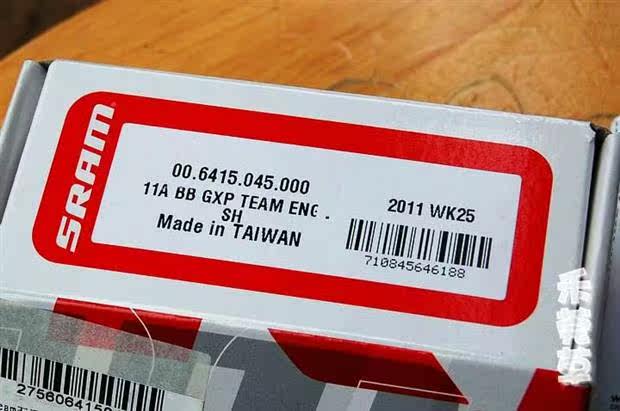 SRAM
00.6415.045.000
11A BB GXP TEAM ENG.
SH
Made in TAIWAN
2011 WK25
710845646188